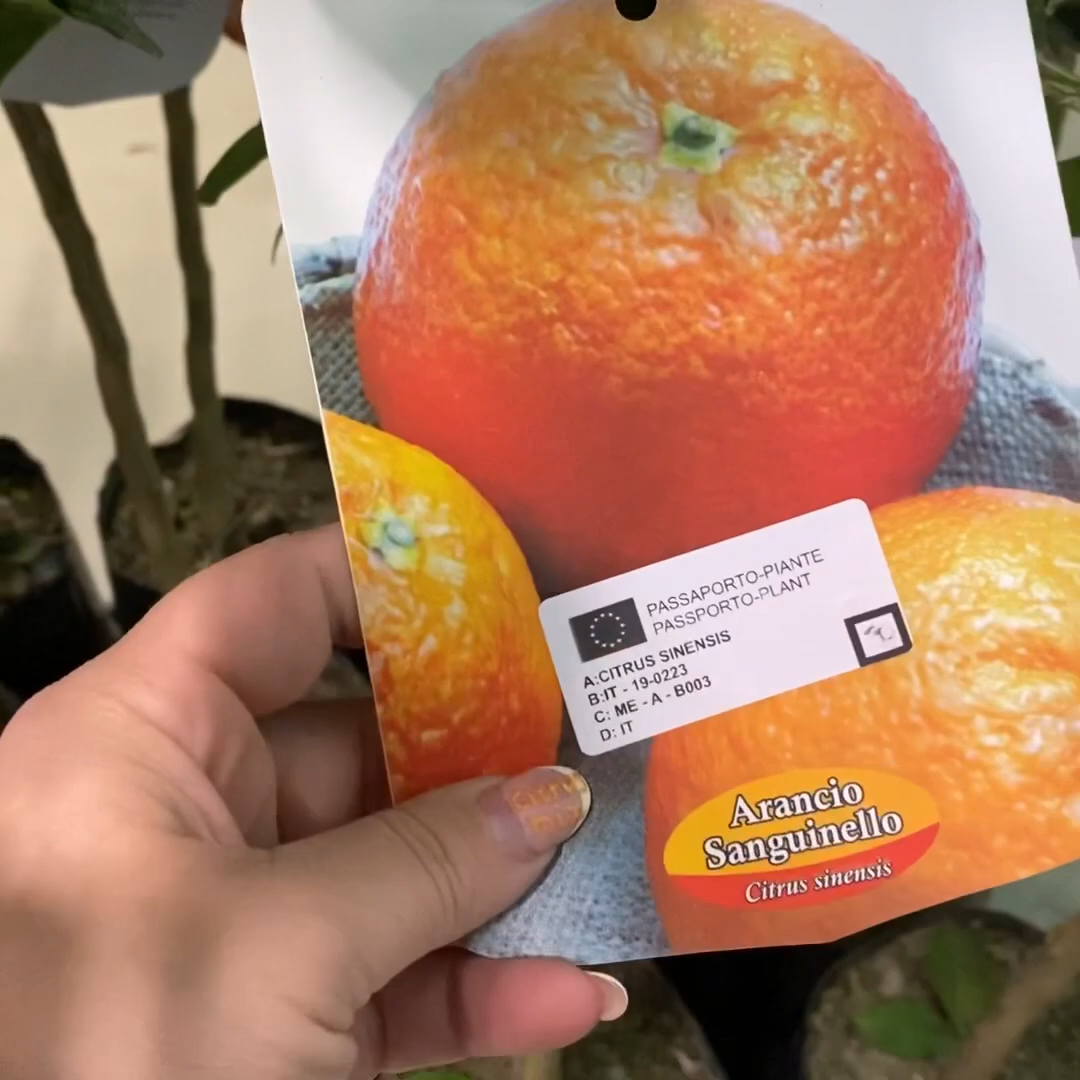 PASSAPORTO-PIANTE
PASSPORTO-PLANT
A:CITRUS SINENSIS
B:IT - 19-0223
C: ME - A - B003
D: IT
Arancio
Sanguinello
Citrus sinensis